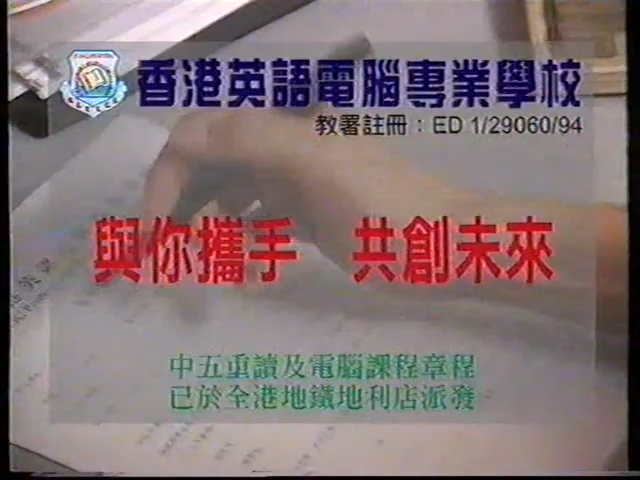 香港英語電腦專業學校
教署註冊：ED 1/29060/94
與你攜手 共創未來
中五重讀及電腦課程章程
已於全港地鐵地利店派發